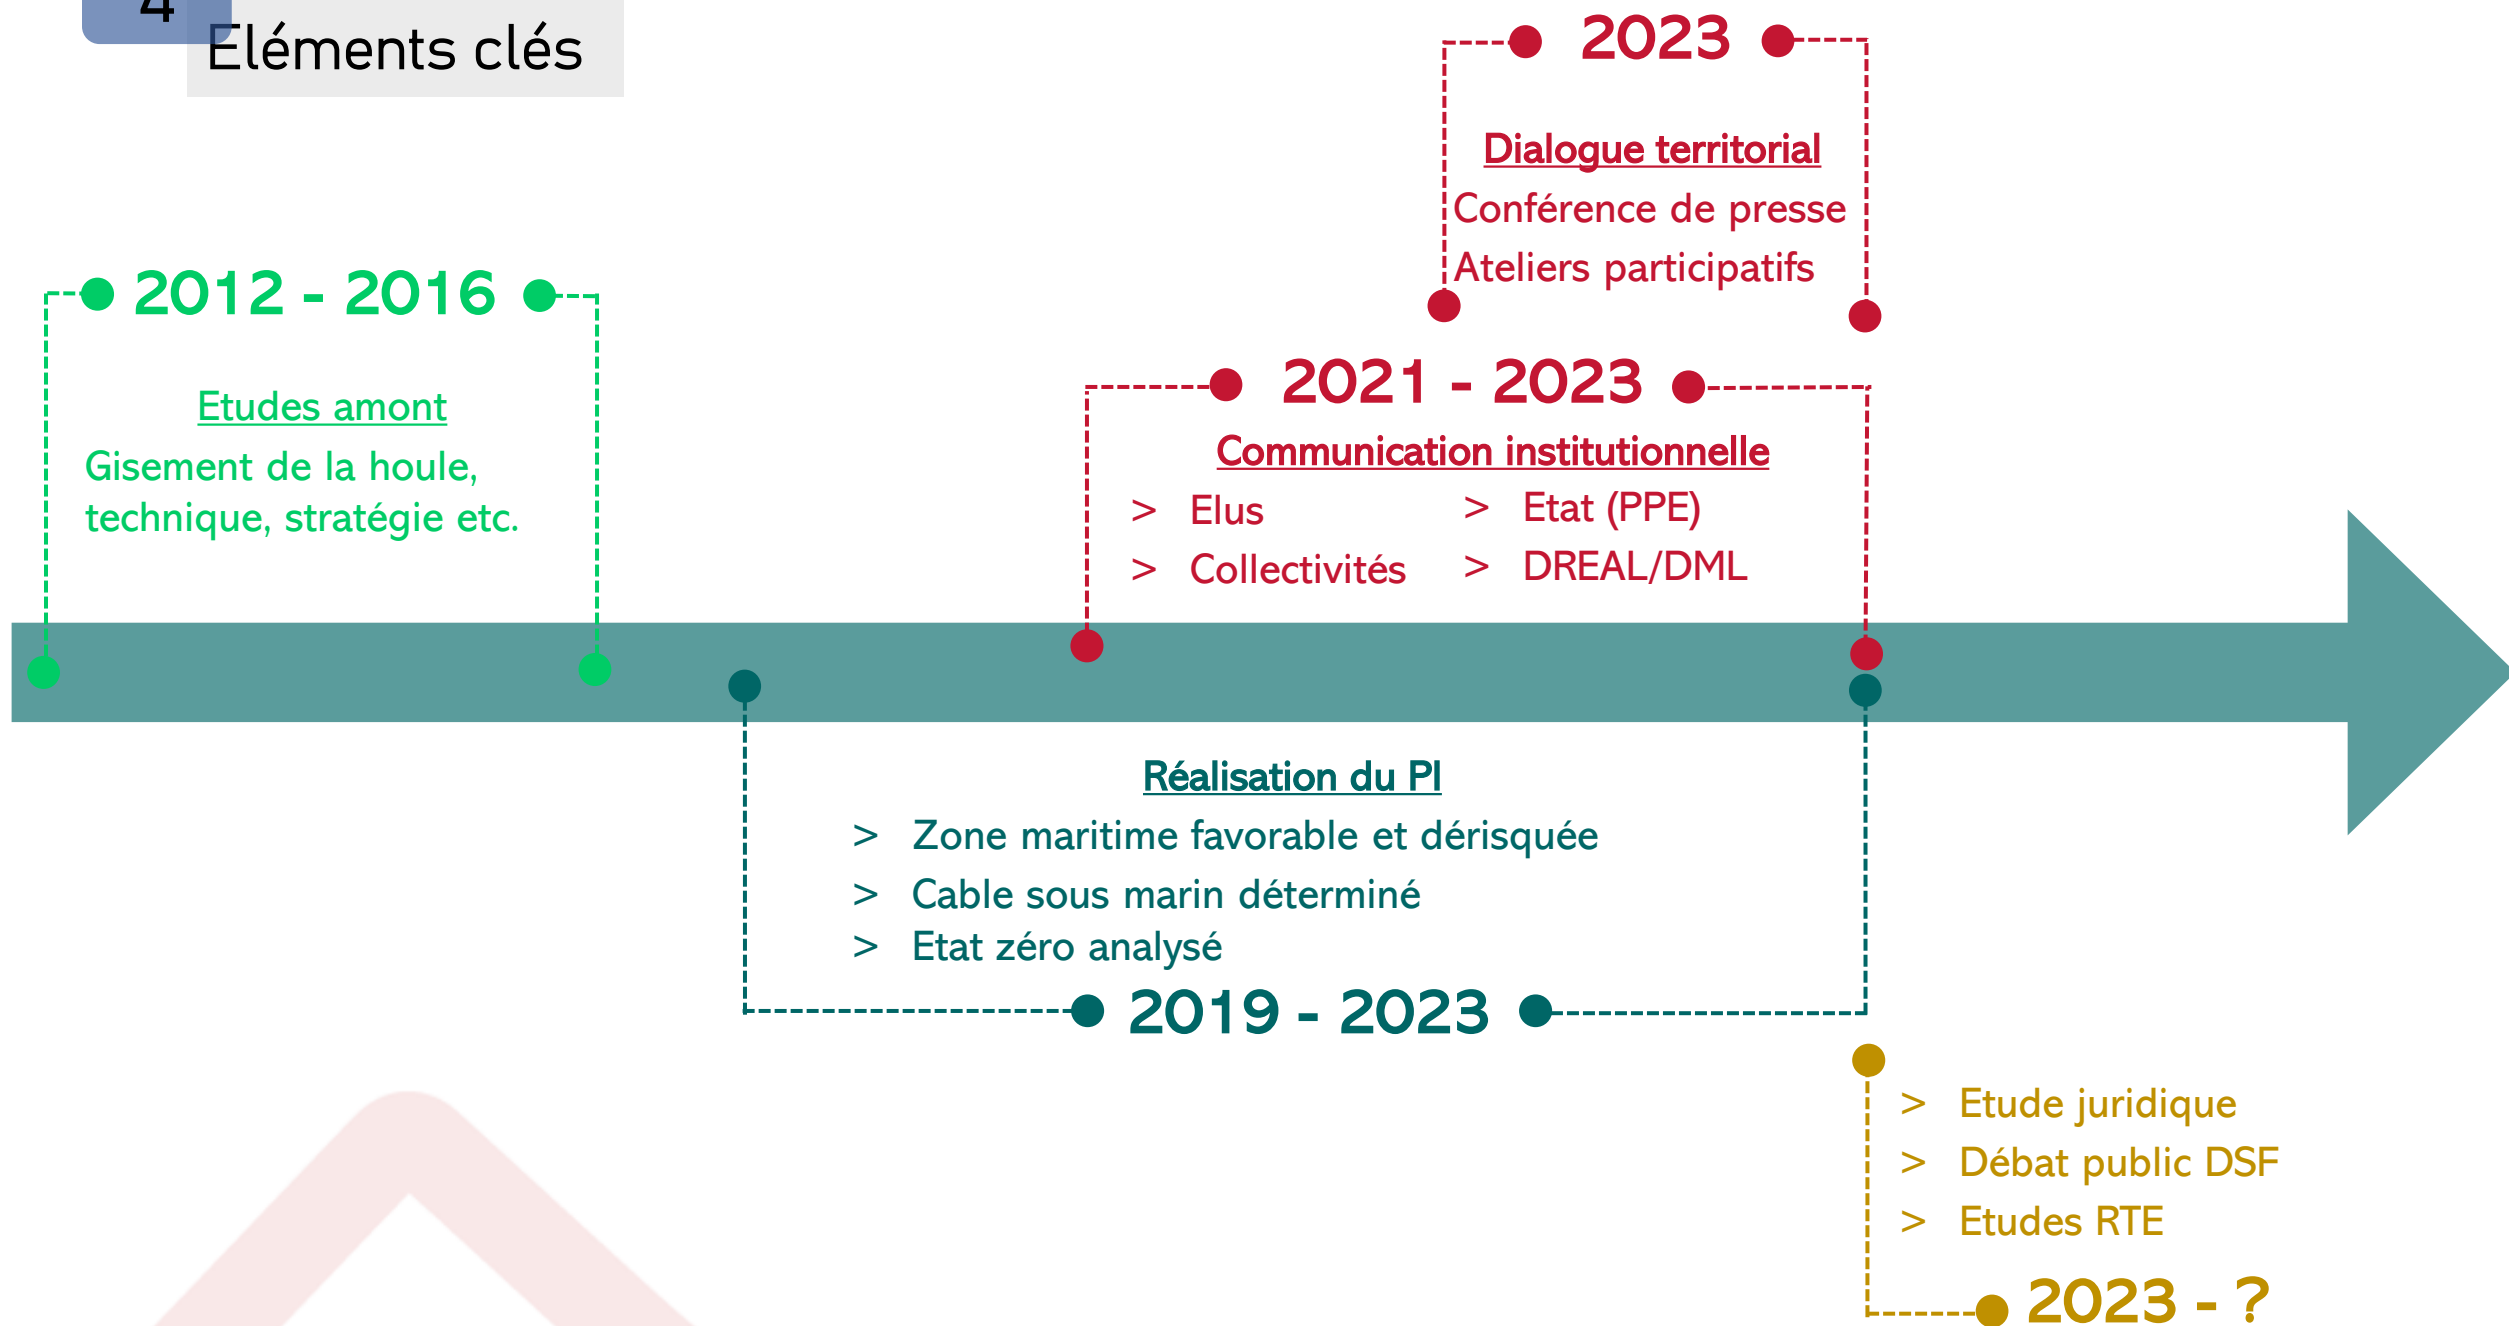 4
Eléments clés
2023
Dialogue territorial
Conférence de presse
Ateliers participatifs
2012 - 2016
Etudes amont
Gisement de la houle,
technique, stratégie etc.
2021 - 2023
Communication institutionnelle
> Elus
> Collectivités
> Etat (PPE)
> DREAL/DML
Réalisation du PI
> Zone maritime favorable et dérisquée
> Cable sous marin déterminé
> Etat zéro analysé
2019 - 2023
> Etude juridique
> Débat public DSF
> Etudes RTE
2023 - ?